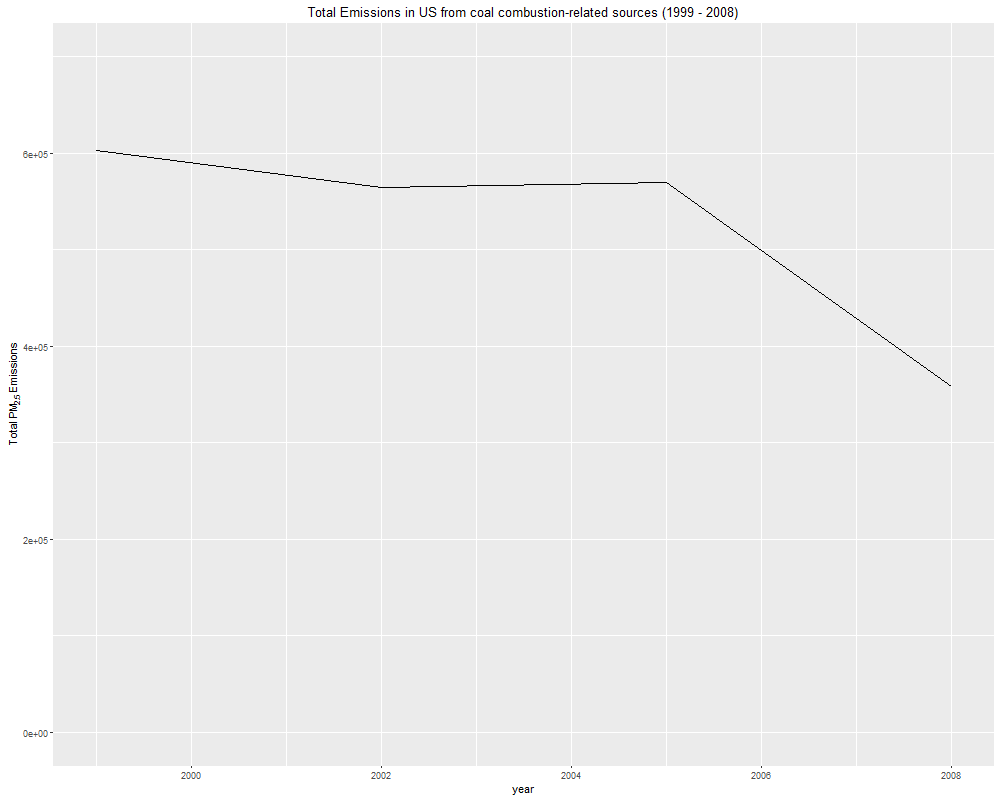 Total Emissions in US from coal combustion-related sources (1999 - 2008)
Total PM2.5 Emissions
6e+05
4e+05
2e+05
0e+00
2000 2002 2004 2006 2008
year